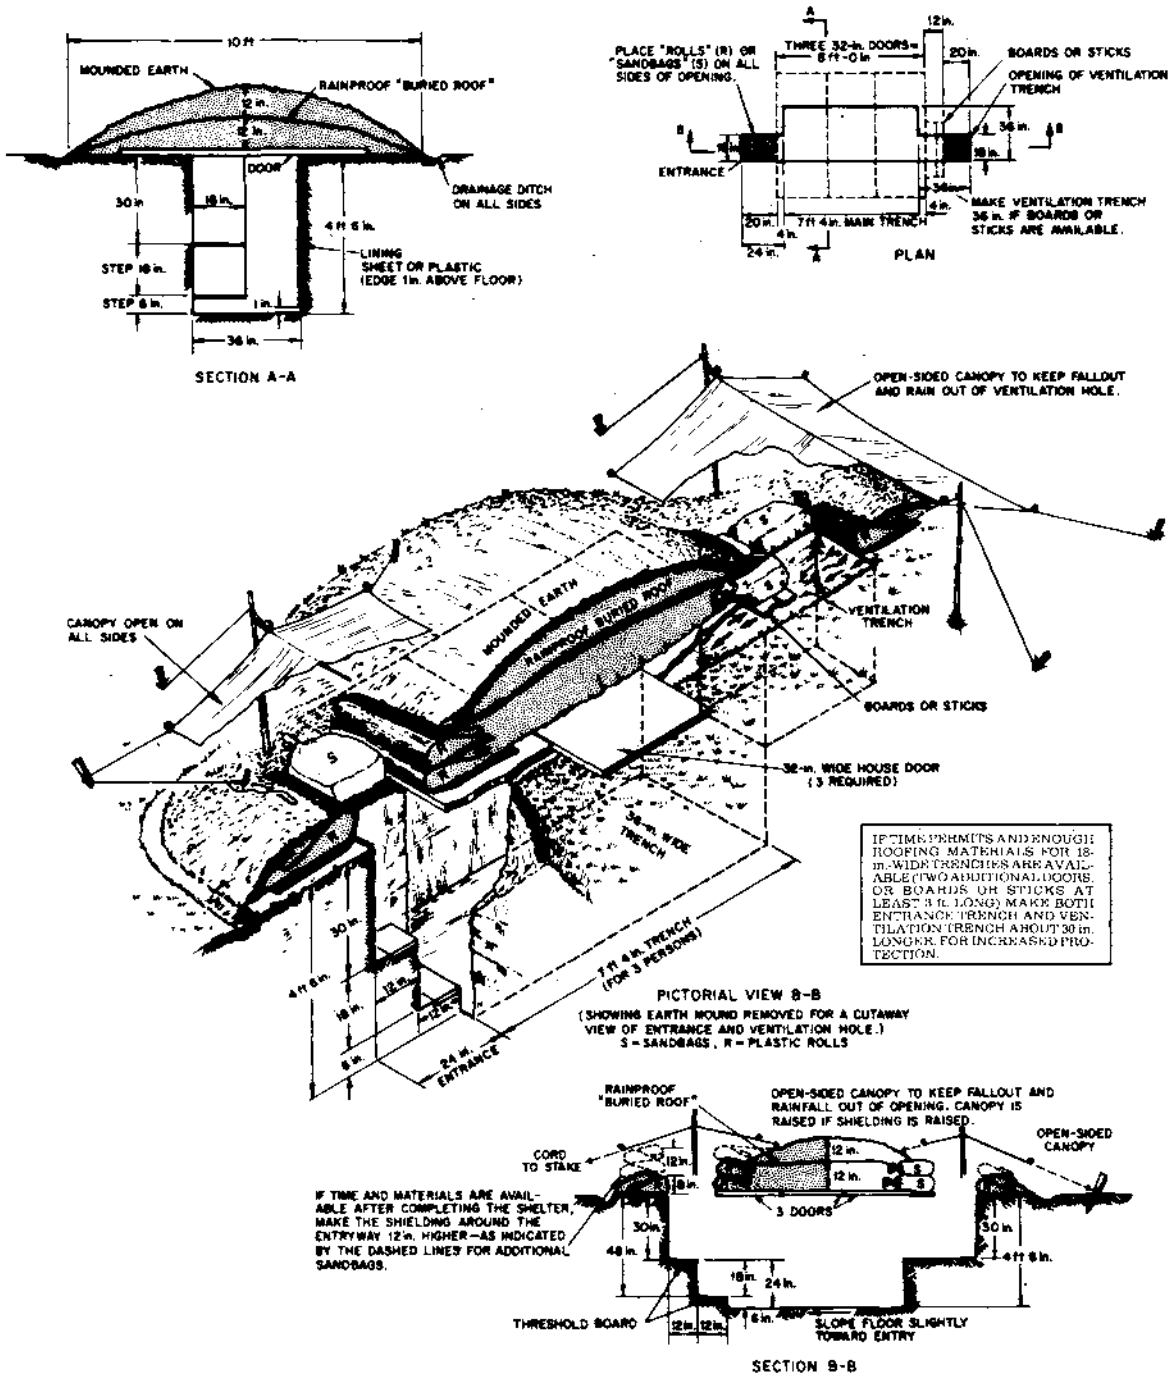 10 ft
MOUNDED EARTH
RAINPROOF "BURIED ROOF"
12 in.
12 in.
DOOR
DRAINAGE DITCH
ON ALL SIDES
30 in.
18 in.
4 ft 6 in.
LINING
SHEET OR PLASTIC
(EDGE 1 in. ABOVE FLOOR)
STEP 18 in.
STEP 6 in.
1 in.
36 in.
SECTION A-A
A
12 in.
PLACE "ROLLS" (R) OR
"SANDBAGS" (S) ON ALL
SIDES OF OPENING.
THREE 32-in. DOORS=
8 ft-0 in.
20 in.
BOARDS OR STICKS
OPENING OF VENTILATION
TRENCH
B
18 in.
36 in.
18 in.
B
ENTRANCE
36 in.
MAKE VENTILATION TRENCH
36 in. IF BOARDS OR
STICKS ARE AVAILABLE.
20 in.
4 in.
7 ft 4 in. MAIN TRENCH
4 in.
24 in.
A
PLAN
OPEN-SIDED CANOPY TO KEEP FALLOUT
AND RAIN OUT OF VENTILATION HOLE.
S
S
CANOPY OPEN ON
ALL SIDES
MOUNDED EARTH
RAINPROOF BURIED ROOF
VENTILATION
TRENCH
BOARDS OR STICKS
S
32-in. WIDE HOUSE DOOR
(3 REQUIRED)
36-in. WIDE
TRENCH
IF TIME PERMITS AND ENOUGH
ROOFING MATERIALS FOR 18-
in.-WIDE TRENCHES ARE AVAIL-
ABLE (TWO ADDITIONAL DOORS,
OR BOARDS OR STICKS AT
LEAST 3 ft. LONG) MAKE BOTH
ENTRANCE TRENCH AND VEN-
TILATION TRENCH ABOUT 30 in.
LONGER, FOR INCREASED PRO-
TECTION.
30 in.
4 ft 6 in.
18 in.
12 in.
12 in.
6 in.
24 in.
ENTRANCE
7 ft 4 in. TRENCH
(FOR 3 PERSONS)
PICTORIAL VIEW B-B
(SHOWING EARTH MOUND REMOVED FOR A CUTAWAY
VIEW OF ENTRANCE AND VENTILATION HOLE.)
S = SANDBAGS, R = PLASTIC ROLLS
RAINPROOF
"BURIED ROOF"
OPEN-SIDED CANOPY TO KEEP FALLOUT AND
RAINFALL OUT OF OPENING. CANOPY IS
RAISED IF SHIELDING IS RAISED.
OPEN-SIDED
CANOPY
CORD
TO STAKE
12 in.
8 in.
12 in.
12 in.
S
S
3 DOORS
IF TIME AND MATERIALS ARE AVAIL-
ABLE AFTER COMPLETING THE SHELTER,
MAKE THE SHIELDING AROUND THE
ENTRYWAY 12 in. HIGHER—AS INDICATED
BY THE DASHED LINES FOR ADDITIONAL
SANDBAGS.
30 in.
48 in.
30 in.
4 ft 6 in.
18 in.
24 in.
THRESHOLD BOARD
12 in.
12 in.
6 in.
SLOPE FLOOR SLIGHTLY
TOWARD ENTRY
SECTION B-B